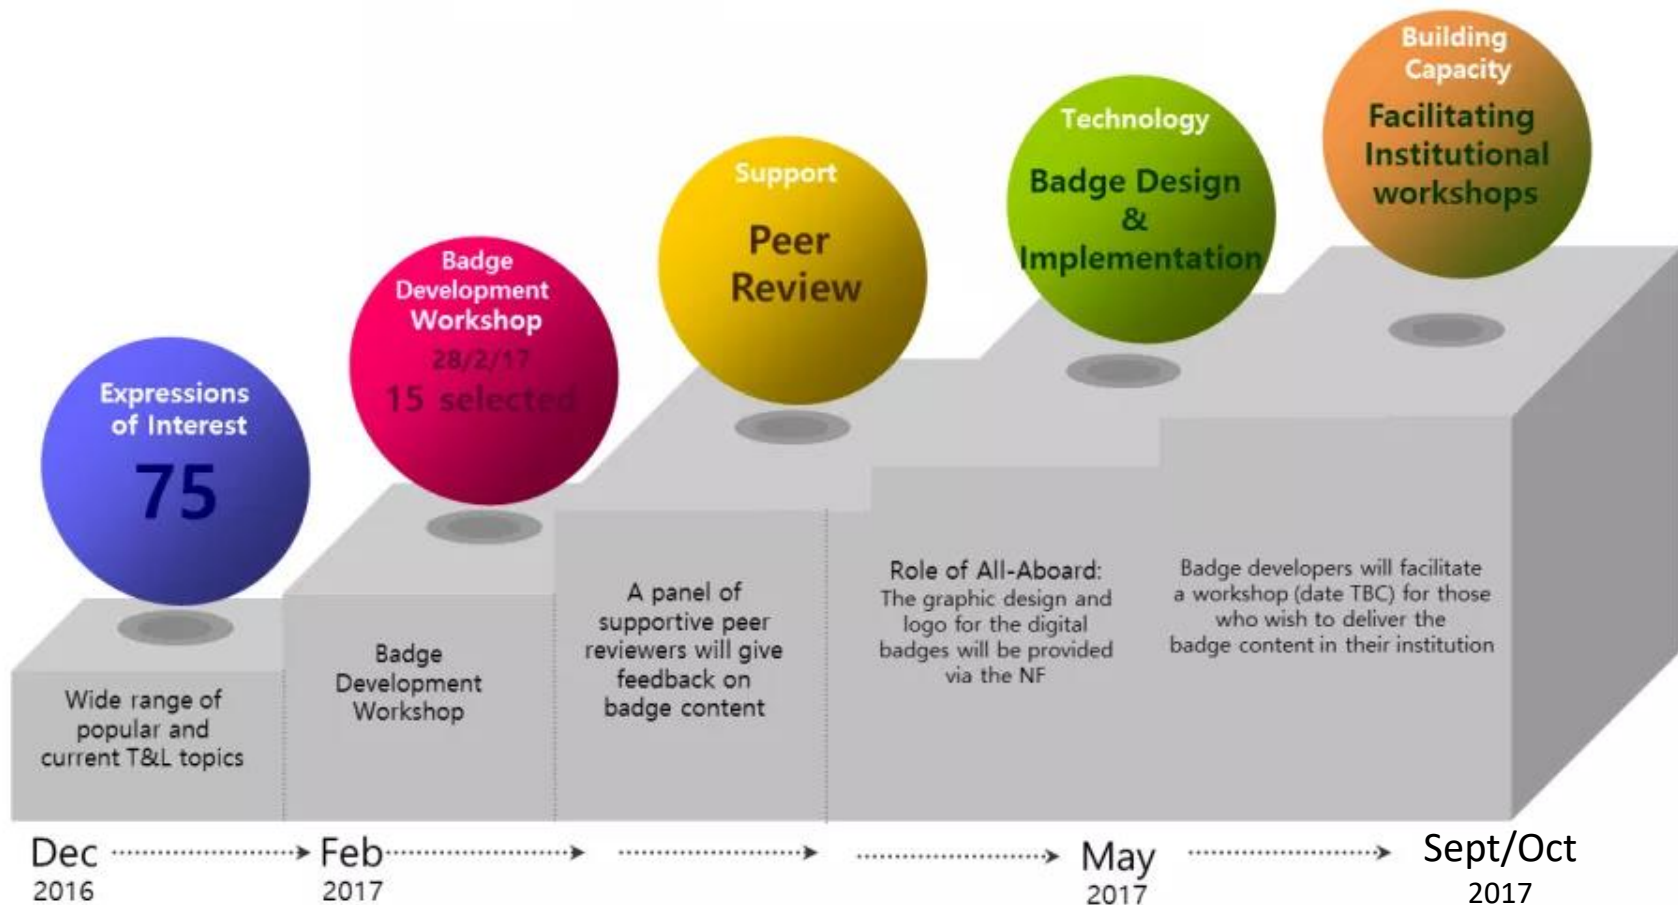 Expressions
of Interest
75
Badge
Development
Workshop
28/2/17
15 selected
Support
Peer
Review
Technology
Badge Design
&
Implementation
Building
Capacity
Facilitating
Institutional
workshops
Wide range of
popular and
current T&L topics
Badge
Development
Workshop
A panel of
supportive peer
reviewers will give
feedback on
badge content
Role of All-Aboard:
The graphic design and
logo for the digital
badges will be provided
via the NF
Badge developers will facilitate
a workshop (date TBC) for those
who wish to deliver the
badge content in their institution
Dec
2016
Feb
2017
May
2017
Sept/Oct
2017